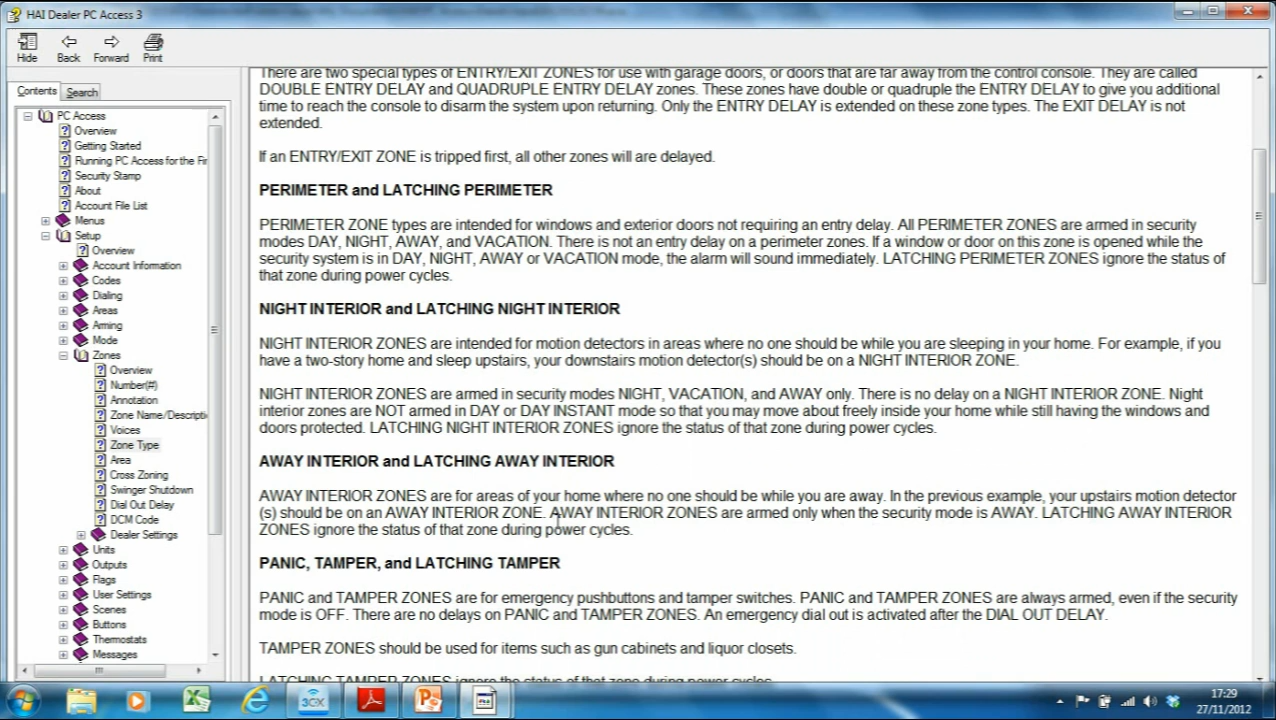 HAI Dealer PC Access 3
Hide
Back
Forward
Print
Contents
Search
PC Access
Overview
Getting Started
Running PC Access for the Fir
Security Stamp
About
Account File List
Menus
Setup
Overview
Account Information
Codes
Dialing
Areas
Arming
Mode
Zones
Overview
Number(#)
Annotation
Zone Name/Descripti
Voices
Zone Type
Area
Cross Zoning
Swinger Shutdown
Dial Out Delay
DCM Code
Dealer Settings
Units
Outputs
Flags
User Settings
Scenes
Buttons
Thermostats
Messages
There are two special types of ENTRY/EXIT ZONES for use with garage doors, or doors that are far away from the control console. They are called
DOUBLE ENTRY DELAY and QUADRUPLE ENTRY DELAY zones. These zones have double or quadruple the ENTRY DELAY to give you additional
time to reach the console to disarm the system upon returning. Only the ENTRY DELAY is extended on these zone types. The EXIT DELAY is not
extended.
If an ENTRY/EXIT ZONE is tripped first, all other zones will are delayed.
PERIMETER and LATCHING PERIMETER
PERIMETER ZONE types are intended for windows and exterior doors not requiring an entry delay. All PERIMETER ZONES are armed in security
modes DAY, NIGHT, AWAY, and VACATION. There is not an entry delay on a perimeter zones. If a window or door on this zone is opened while the
security system is in DAY, NIGHT, AWAY or VACATION mode, the alarm will sound immediately. LATCHING PERIMETER ZONES ignore the status of
that zone during power cycles.
NIGHT INTERIOR and LATCHING NIGHT INTERIOR
NIGHT INTERIOR ZONES are intended for motion detectors in areas where no one should be while you are sleeping in your home. For example, if you
have a two-story home and sleep upstairs, your downstairs motion detector(s) should be on a NIGHT INTERIOR ZONE.
NIGHT INTERIOR ZONES are armed in security modes NIGHT, VACATION, and AWAY only. There is no delay on a NIGHT INTERIOR ZONE. Night
interior zones are NOT armed in DAY or DAY INSTANT mode so that you may move about freely inside your home while still having the windows and
doors protected. LATCHING NIGHT INTERIOR ZONES ignore the status of that zone during power cycles.
AWAY INTERIOR and LATCHING AWAY INTERIOR
AWAY INTERIOR ZONES are for areas of your home where no one should be while you are away. In the previous example, your upstairs motion detector
(s) should be on an AWAY INTERIOR ZONE. AWAY INTERIOR ZONES are armed only when the security mode is AWAY. LATCHING AWAY INTERIOR
ZONES ignore the status of that zone during power cycles.
PANIC, TAMPER, and LATCHING TAMPER
PANIC and TAMPER ZONES are for emergency pushbuttons and tamper switches. PANIC and TAMPER ZONES are always armed, even if the security
mode is OFF. There are no delays on PANIC and TAMPER ZONES. An emergency dial out is activated after the DIAL OUT DELAY.
TAMPER ZONES should be used for items such as gun cabinets and liquor closets.
LATCHING TAMPER ZONES ignore the status of that zone during power cycles.
3CX
17:29
27/11/2012